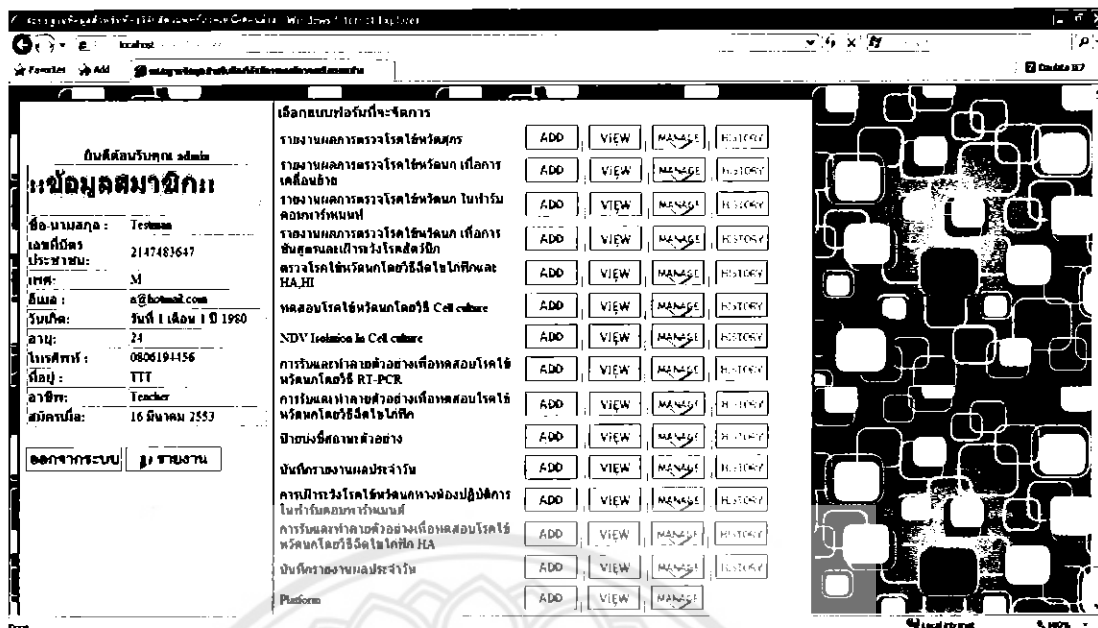 Windows Internet Explorer
localhost
Favorites Add
ยินดีต้อนรับคุณ admin
::ข้อมูลสมาชิก::
ชื่อ-นามสกุล : Testman
เลขที่บัตร
ประชาชน: 2147483647
เพศ: M
อีเมล : a@hotmail.com
วันเกิด: วันที่ 1 เดือน 1 ปี 1980
อายุ: 24
โทรศัพท์ : 0806194456
ที่อยู่ : TTT
อาชีพ: Teacher
สมัครเมื่อ: 16 มีนาคม 2553
ออกจากระบบ ดูรายงาน
เลือกแบบฟอร์มที่จะจัดการ
รายงานผลการตรวจโรคไข้หวัดสุกร ADD VIEW MANAGE HISTORY
รายงานผลการตรวจโรคไข้หวัดนก เพื่อการ
เคลื่อนย้าย ADD VIEW MANAGE HISTORY
รายงานผลการตรวจโรคไข้หวัดนก ในฟาร์ม
คอมพาร์ทเมนท์ ADD VIEW MANAGE HISTORY
รายงานผลการตรวจโรคไข้หวัดนก เพื่อการ
ชันสูตรและเฝ้าระวังโรคสัตว์ปีก ADD VIEW MANAGE HISTORY
ตรวจโรคไข้หวัดนกโดยวิธีฉีดไข่ไก่ฟักและ
HA,HI ADD VIEW MANAGE HISTORY
ทดสอบโรคไข้หวัดนกโดยวิธี Cell culture ADD VIEW MANAGE HISTORY
NDV Isolation In Cell culture ADD VIEW MANAGE HISTORY
การรับและทำลายตัวอย่างเพื่อทดสอบโรคไข้
หวัดนกโดยวิธี RT-PCR ADD VIEW MANAGE HISTORY
การรับและทำลายตัวอย่างเพื่อทดสอบโรคไข้
หวัดนกโดยวิธีฉีดไข่ไก่ฟัก ADD VIEW MANAGE HISTORY
ป้ายบ่งชี้สถานะตัวอย่าง ADD VIEW MANAGE HISTORY
บันทึกรายงานผลประจำวัน ADD VIEW MANAGE HISTORY
การเฝ้าระวังโรคไข้หวัดนกทางห้องปฏิบัติการ
ในฟาร์มคอมพาร์ทเมนท์ ADD VIEW MANAGE HISTORY
การรับและทำลายตัวอย่างเพื่อทดสอบโรคไข้
หวัดนกโดยวิธีฉีดไข่ไก่ฟัก HA ADD VIEW MANAGE HISTORY
บันทึกรายงานผลประจำวัน ADD VIEW MANAGE HISTORY
Platform ADD VIEW MANAGE
Local intranet 100%